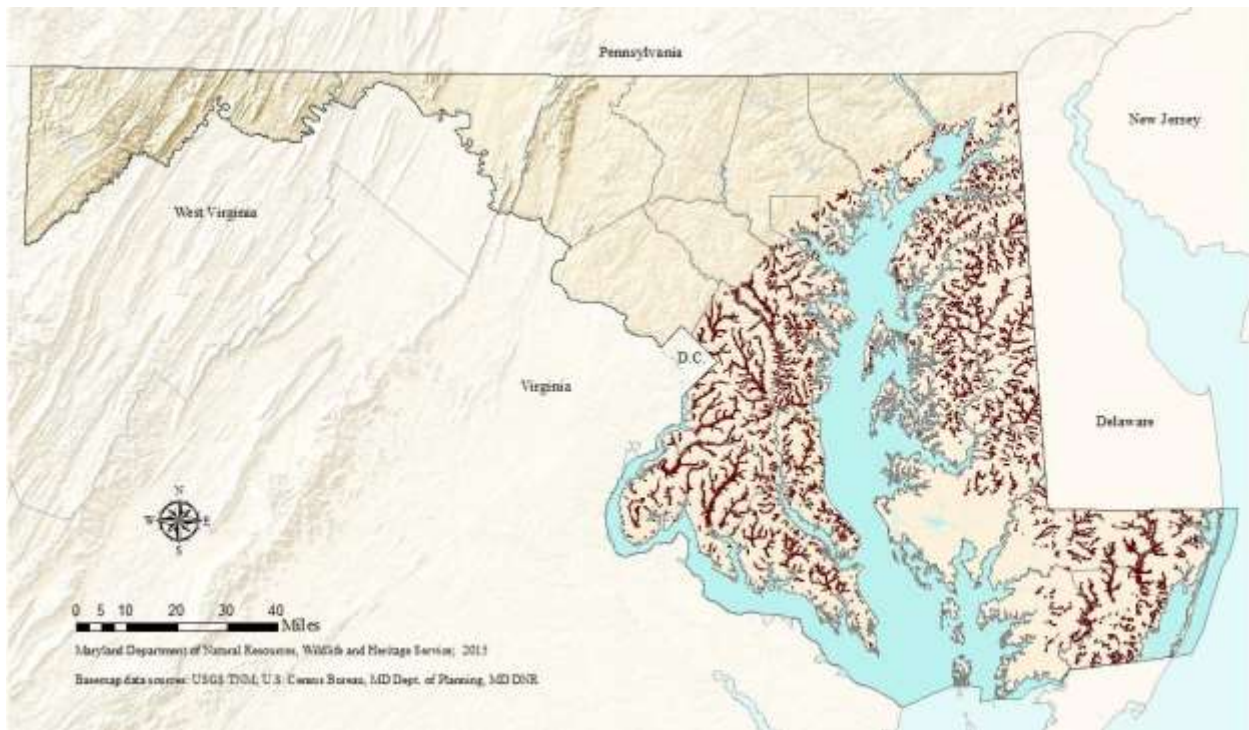 Pennsylvania
New Jersey
West Virginia
D.C.
Virginia
Delaware
N
W E
S
0 5 10 20 30 40
Miles
Maryland Department of Natural Resources, Wildlife and Heritage Service; 2015
Basemap data sources: USGS TNM, U.S. Census Bureau, MD Dept. of Planning, MD DNR